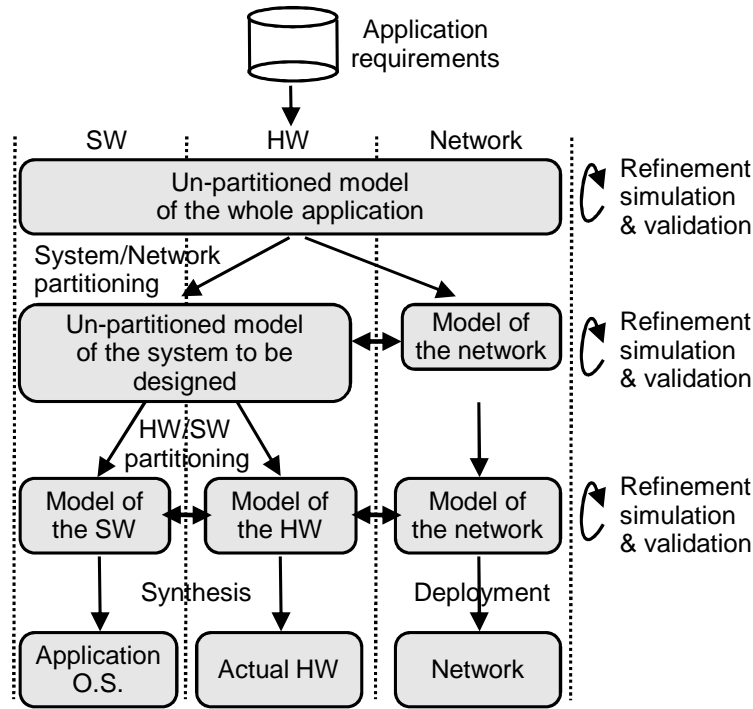 Application
requirements
SW
HW
Network
Un-partitioned model
of the whole application
Refinement
simulation
& validation
System/Network
partitioning
Un-partitioned model
of the system to be
designed
Model of
the network
Refinement
simulation
& validation
HW/SW
partitioning
Model of
the SW
Model of
the HW
Model of
the network
Refinement
simulation
& validation
Synthesis
Deployment
Application
O.S.
Actual HW
Network